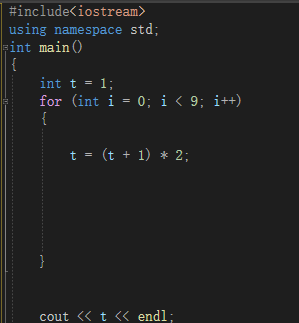 #include<iostream>
using namespace std;
int main()
{
int t = 1;
for (int i = 0; i < 9; i++)
{
t = (t + 1) * 2;
}
cout << t << endl;